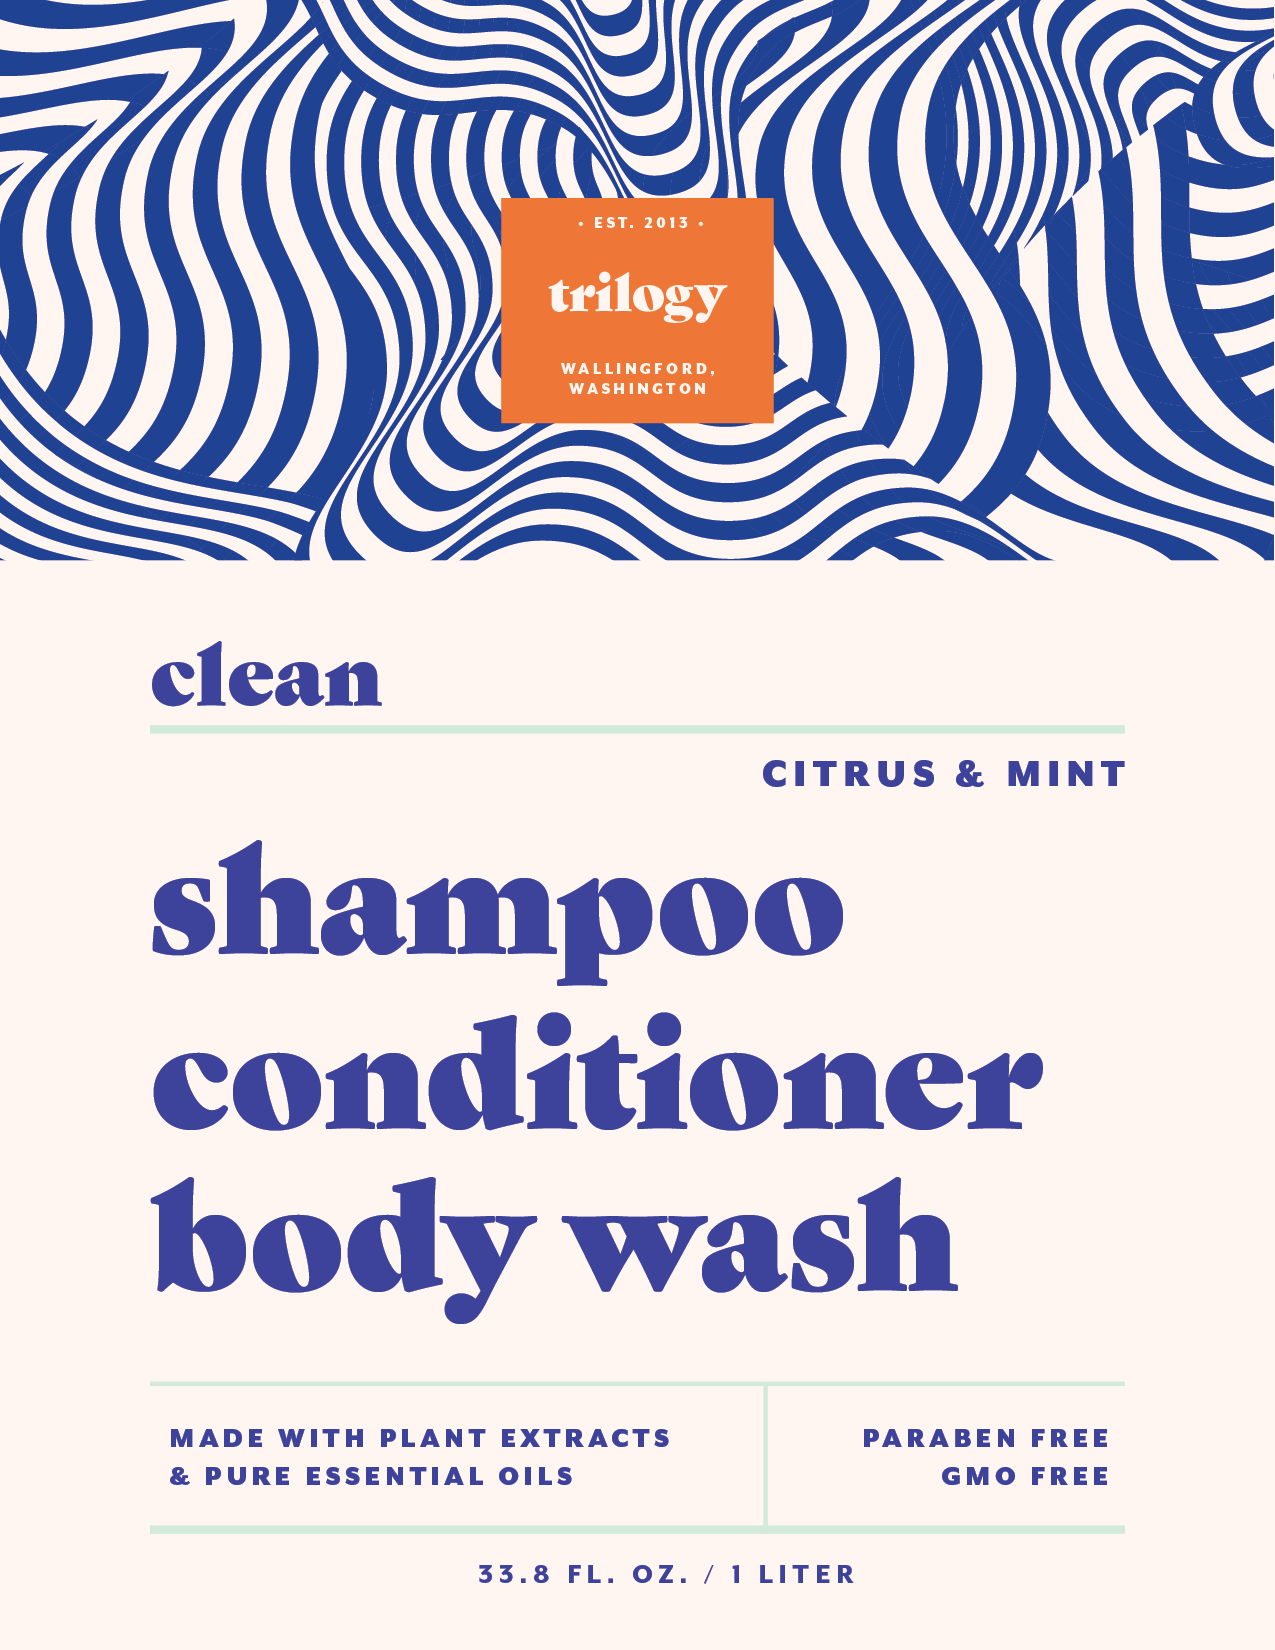 • EST. 2013 •
trilogy
WALLINGFORD,
WASHINGTON
clean
CITRUS & MINT
shampoo
conditioner
body wash
MADE WITH PLANT EXTRACTS
& PURE ESSENTIAL OILS
PARABEN FREE
GMO FREE
33.8 FL. OZ. / 1 LITER